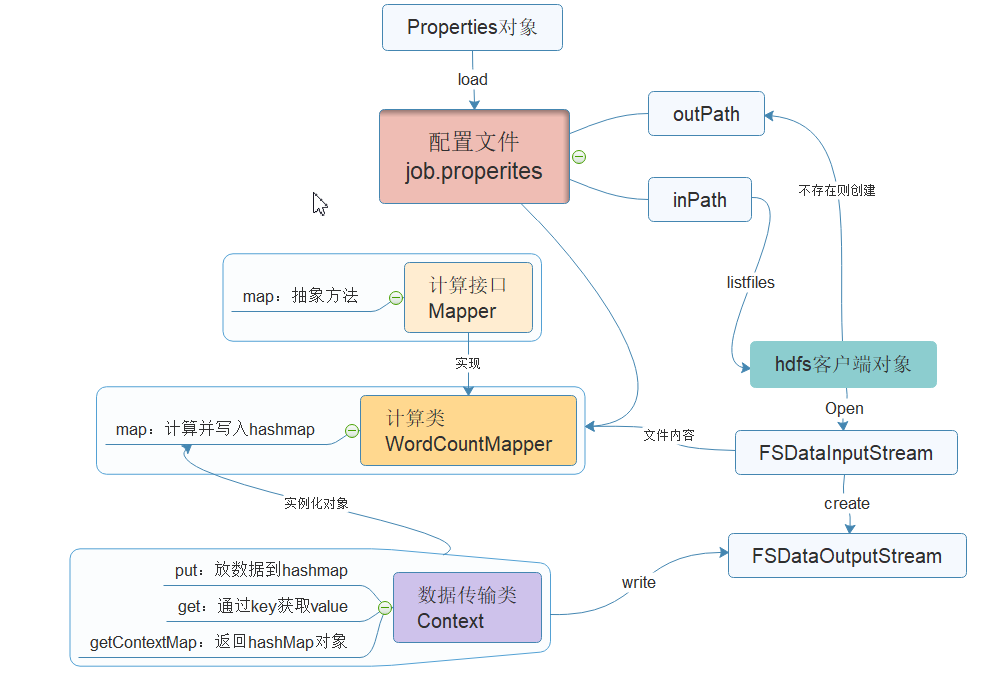 Properties对象
load
配置文件
job.properites
outPath
inPath
不存在则创建
listfiles
计算接口
Mapper
map：抽象方法
实现
hdfs客户端对象
Open
计算类
WordCountMapper
map：计算并写入hashmap
文件内容
FSDataInputStream
create
实例化对象
FSDataOutputStream
write
put：放数据到hashmap
get：通过key获取value
getContextMap：返回hashMap对象
数据传输类
Context